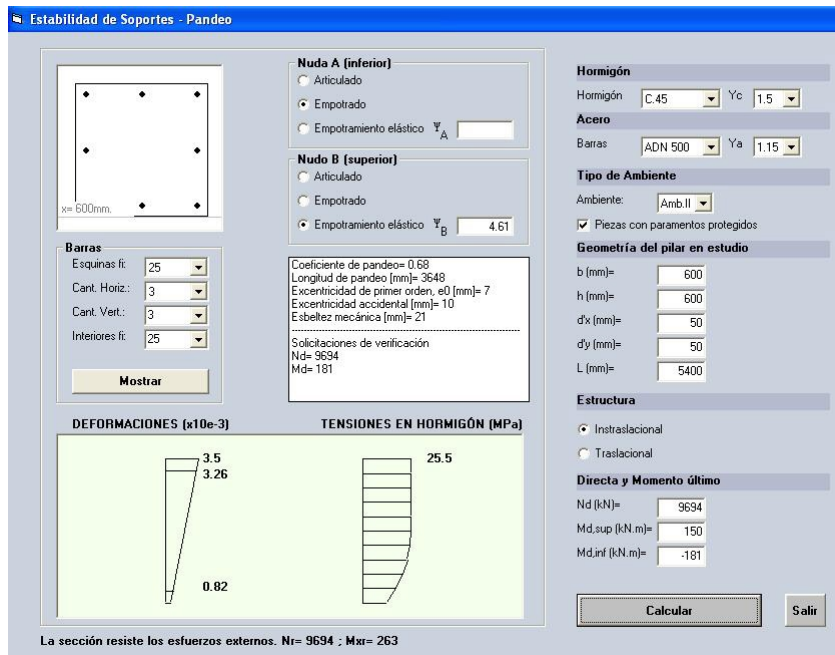 Estabilidad de Soportes - Pandeo
x= 600mm.
Barras
Esquinas fi: 25
Cant. Horiz.: 3
Cant. Vert.: 3
Interiores fi: 25
Mostrar
Nuda A (inferior)
Articulado
Empotrado
Empotramiento elástico Ψ A
Nudo B (superior)
Articulado
Empotrado
Empotramiento elástico Ψ B 4.61
Coeficiente de pandeo= 0.68
Longitud de pandeo [mm]= 3648
Excentricidad de primer orden, e0 [mm]= 7
Excentricidad accidental [mm]= 10
Esbeltez mecánica [mm]= 21
Solicitaciones de verificación
Nd= 9694
Md= 181
DEFORMACIONES (x10e-3)
3.5
3.26
0.82
TENSIONES EN HORMIGÓN (MPa)
25.5
La sección resiste los esfuerzos externos. Nr= 9694 ; Mxr= 263
Hormigón
Hormigón C.45 Yc 1.5
Acero
Barras ADN 500 Ya 1.15
Tipo de Ambiente
Ambiente: Amb.II
Piezas con paramentos protegidos
Geometría del pilar en estudio
b (mm)= 600
h (mm)= 600
d'x (mm)= 50
d'y (mm)= 50
L (mm)= 5400
Estructura
Instraslacional
Traslacional
Directa y Momento último
Nd (kN)= 9694
Md,sup (kN.m)= 150
Md,inf (kN.m)= -181
Calcular
Salir